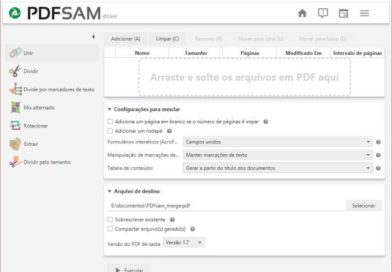 PDFSAM
Adicionar (A) Limpar (C) Remover (R) Mover para cima (U) Mover para baixo (D)
Unir
Dividir
Divide por marcadores de texto
Mix alternado
Rotacionar
Extrair
Dividir pelo tamanho
Nome Tamanho Páginas Modificado Em Intervalo de páginas
Arraste e solte os arquivos em PDF aqui
Configurações para mesclar
Adiciona um página em branco se o número de páginas é impar
Adicionar um rodapé
Formulários interativos (AcroF... Campos unidos
Manipulação de marcações de... Manter marcações de texto
Tabela de conteúdo: Gerar a partir do título dos documentos
Arquivo de destino
E:\documentos\PDFsam_merge.pdf Selecionar
Sobrescrever existente
Compactar arquivo(s) gerado(s)
Versão do PDF de saída Versão 1.7
Executar